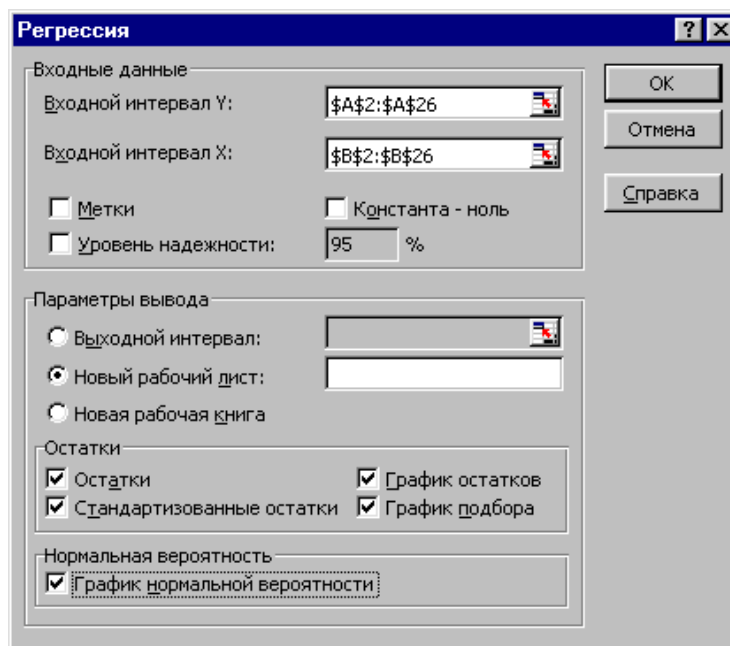 Регрессия
Входные данные
Входной интервал Y: $A$2:$A$26
Входной интервал X: $B$2:$B$26
Метки Константа - ноль
Уровень надежности: 95 %
OK
Отмена
Справка
Параметры вывода
Выходной интервал:
Новый рабочий лист:
Новая рабочая книга
Остатки
Остатки График остатков
Стандартизованные остатки График подбора
Нормальная вероятность
График нормальной вероятности